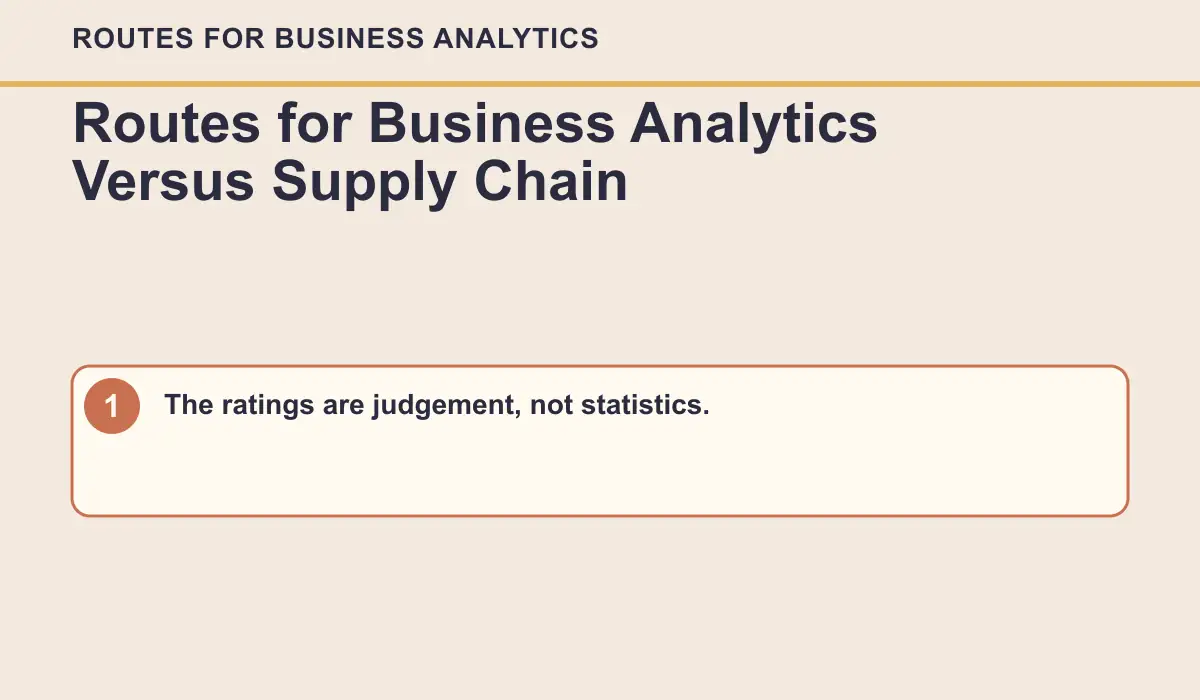 ROUTES FOR BUSINESS ANALYTICS
Routes for Business Analytics
Versus Supply Chain
1
The ratings are judgement, not statistics.